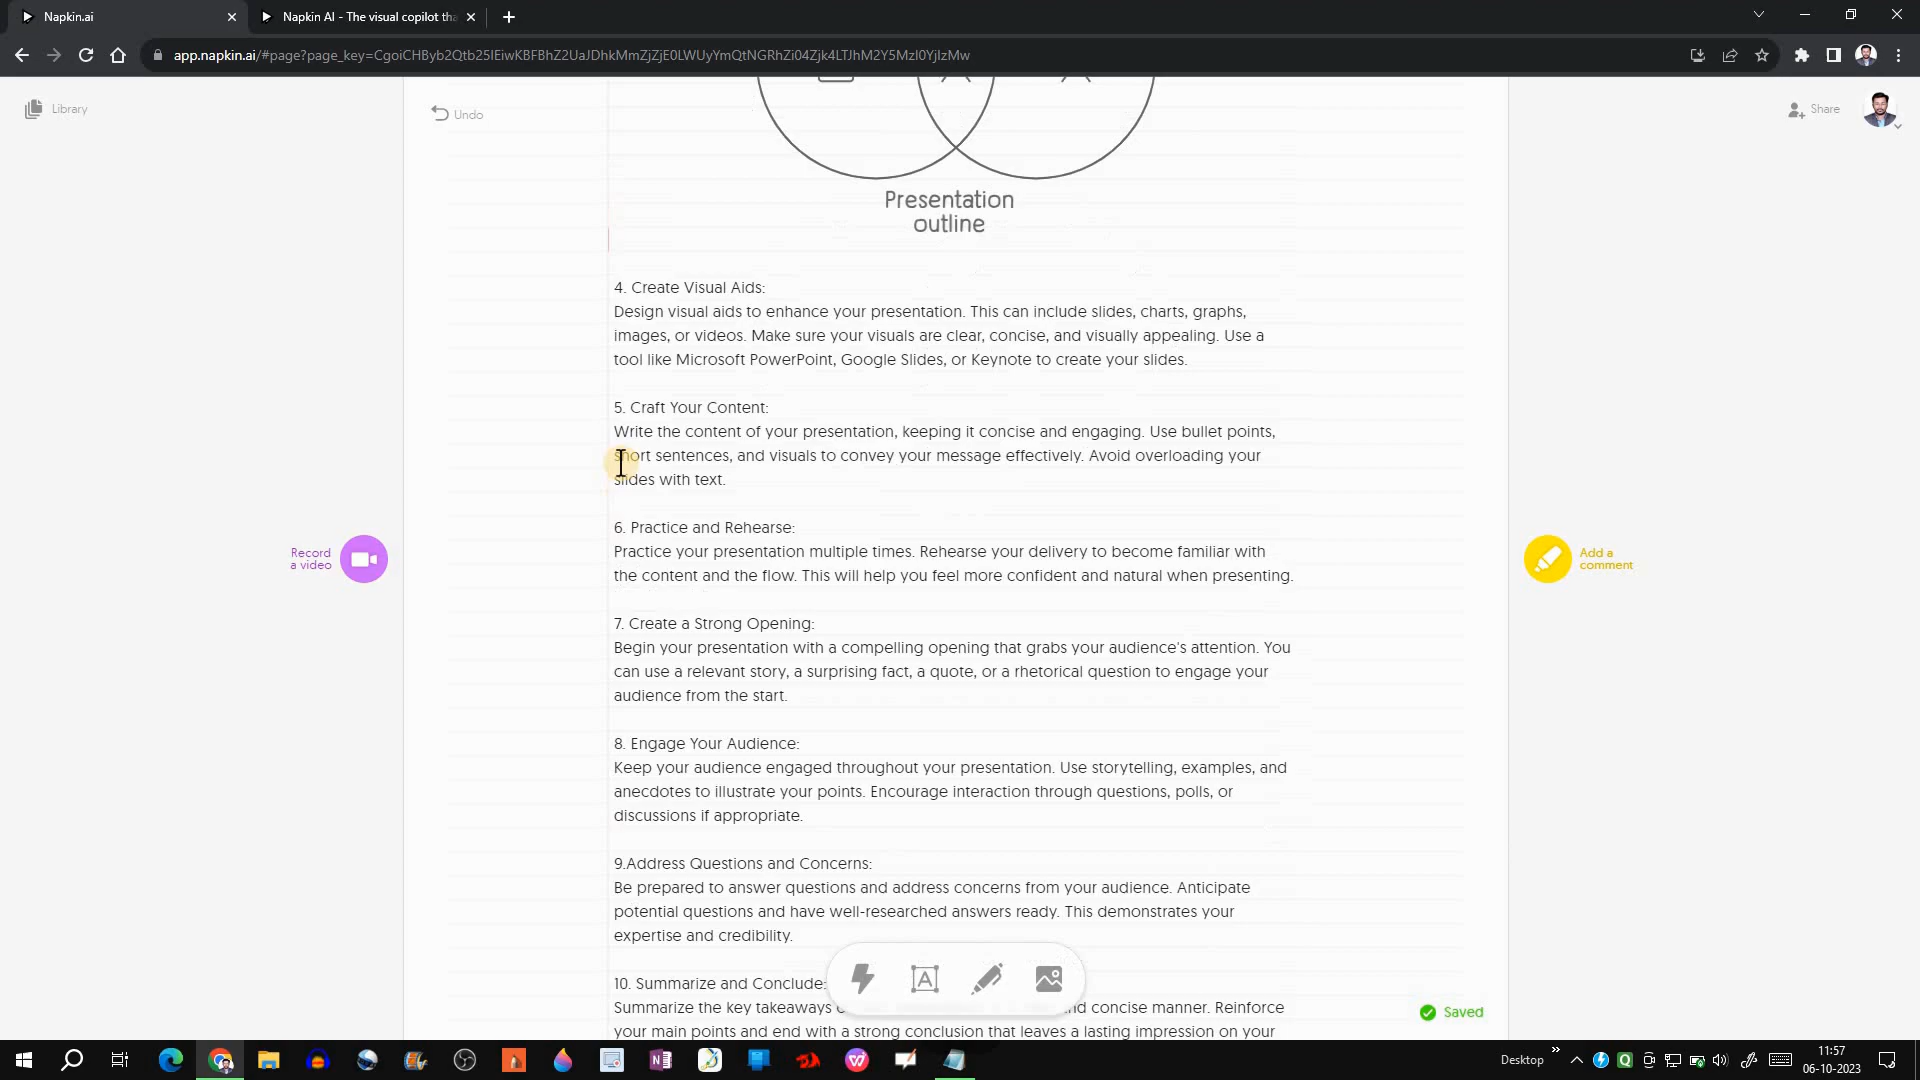 Napkin.ai
Napkin AI - The visual copilot tha
app.napkin.ai/#page?page_key=CgoiCHByb2Qtb25lEiwKBFBhZ2UaJDhkMmZjZjE0LWUyYmQtNGRhZi04Zjk4LTJhM2Y5MzI0YjIzMw
Library
Undo
Share
Presentation
outline
4. Create Visual Aids:
Design visual aids to enhance your presentation. This can include slides, charts, graphs,
images, or videos. Make sure your visuals are clear, concise, and visually appealing. Use a
tool like Microsoft PowerPoint, Google Slides, or Keynote to create your slides.
5. Craft Your Content:
Write the content of your presentation, keeping it concise and engaging. Use bullet points,
short sentences, and visuals to convey your message effectively. Avoid overloading your
slides with text.
6. Practice and Rehearse:
Practice your presentation multiple times. Rehearse your delivery to become familiar with
the content and the flow. This will help you feel more confident and natural when presenting.
Record
a video
Add a
comment
7. Create a Strong Opening:
Begin your presentation with a compelling opening that grabs your audience's attention. You
can use a relevant story, a surprising fact, a quote, or a rhetorical question to engage your
audience from the start.
8. Engage Your Audience:
Keep your audience engaged throughout your presentation. Use storytelling, examples, and
anecdotes to illustrate your points. Encourage interaction through questions, polls, or
discussions if appropriate.
9.Address Questions and Concerns:
Be prepared to answer questions and address concerns from your audience. Anticipate
potential questions and have well-researched answers ready. This demonstrates your
expertise and credibility.
10. Summarize and Conclude:
Summarize the key takeaways nd concise manner. Reinforce
your main points and end with a strong conclusion that leaves a lasting impression on your
Saved
Desktop
11:57
06-10-2023